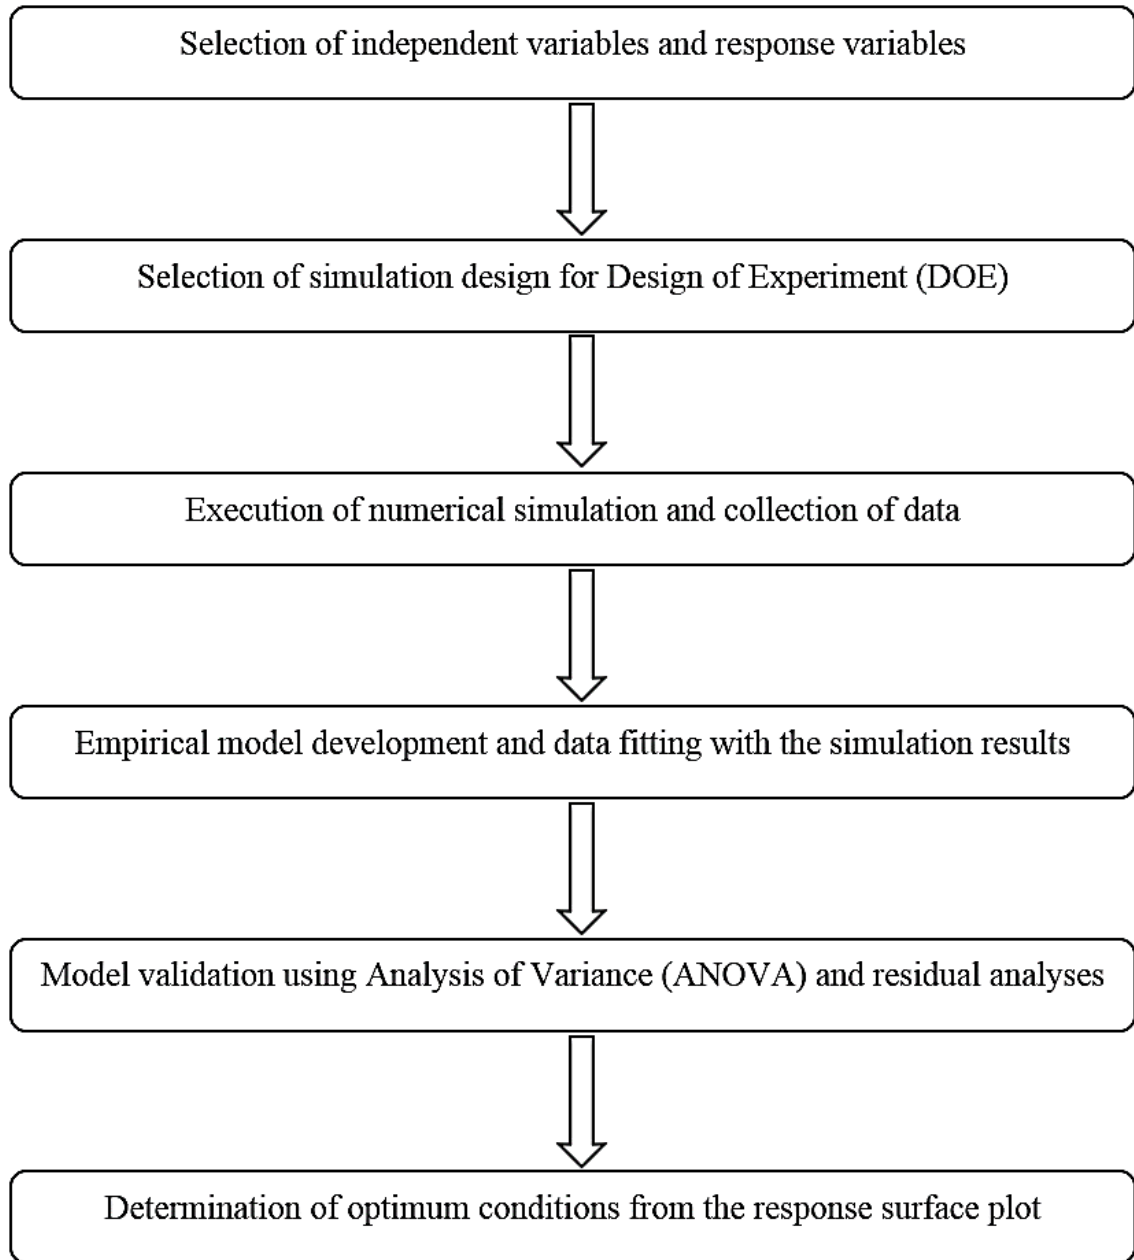 Selection of independent variables and response variables
Selection of simulation design for Design of Experiment (DOE)
Execution of numerical simulation and collection of data
Empirical model development and data fitting with the simulation results
Model validation using Analysis of Variance (ANOVA) and residual analyses
Determination of optimum conditions from the response surface plot